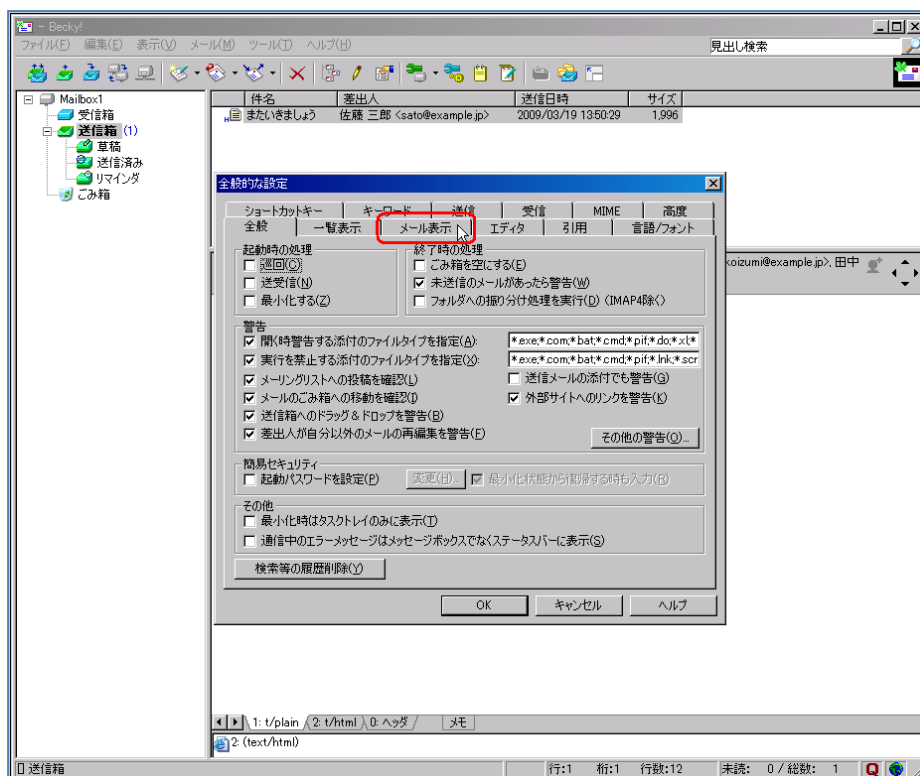 - Becky!
ファイル(F) 編集(E) 表示(V) メール(M) ツール(T) ヘルプ(H)
見出し検索
Mailbox1
受信箱
送信箱 (1)
草稿
送信済み
リマインダ
ごみ箱
件名 差出人 送信日時 サイズ
またいきましょう 佐藤 三郎 <sato@example.jp> 2009/03/19 13:50:29 1,996
全般的な設定
ショートカットキー キーワード 送信 受信 MIME 高度
全般 一覧表示 メール表示 エディタ 引用 言語/フォント
起動時の処理
巡回(C)
送受信(N)
最小化する(Z)
終了時の処理
ごみ箱を空にする(E)
未送信のメールがあったら警告(W)
フォルダへの振り分け処理を実行(D) (IMAP4除く)
koizumi@example.jp>, 田中
警告
開く時警告する添付のファイルタイプを指定(A): *.exe;*.com;*.bat;*.cmd;*.pif;*.do;*.xl;*
実行を禁止する添付のファイルタイプを指定(X): *.exe;*.com;*.bat;*.cmd;*.pif;*.lnk;*.scr
メーリングリストへの投稿を確認(L) 送信メールの添付でも警告(G)
メールのごみ箱への移動を確認(I) 外部サイトへのリンクを警告(K)
送信箱へのドラッグ＆ドロップを警告(B)
差出人が自分以外のメールの再編集を警告(F)
その他の警告(O)...
簡易セキュリティ
起動パスワードを設定(P) 変更(H)... 最小化状態から復帰する時も入力(R)
その他
最小化時はタスクトレイのみに表示(T)
通信中のエラーメッセージはメッセージボックスでなくステータスバーに表示(S)
検索等の履歴削除(Y)
OK キャンセル ヘルプ
1: t/plain 2: t/html 0: ヘッダ メモ
2: (text/html)
送信箱 行:1 桁:1 行数:12 未読: 0 / 総数: 1 Q